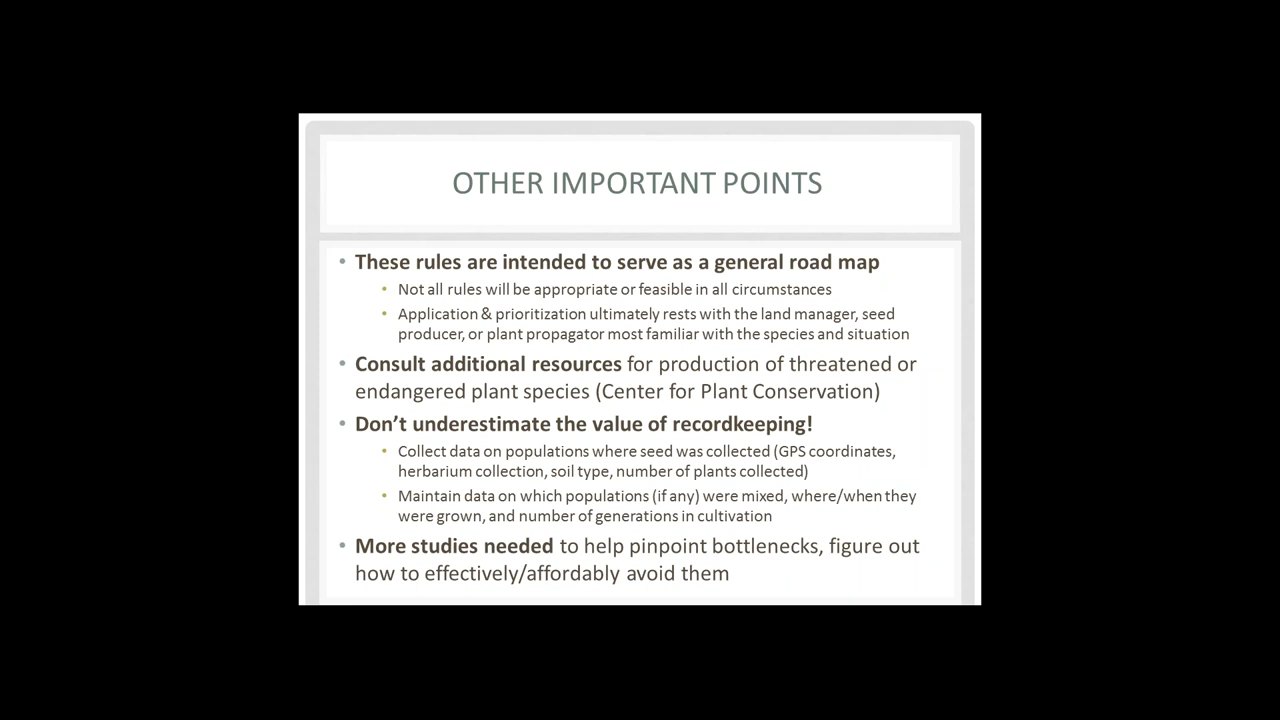 OTHER IMPORTANT POINTS
• These rules are intended to serve as a general road map
• Not all rules will be appropriate or feasible in all circumstances
• Application & prioritization ultimately rests with the land manager, seed
producer, or plant propagator most familiar with the species and situation
• Consult additional resources for production of threatened or
endangered plant species (Center for Plant Conservation)
• Don’t underestimate the value of recordkeeping!
• Collect data on populations where seed was collected (GPS coordinates,
herbarium collection, soil type, number of plants collected)
• Maintain data on which populations (if any) were mixed, where/when they
were grown, and number of generations in cultivation
• More studies needed to help pinpoint bottlenecks, figure out
how to effectively/affordably avoid them